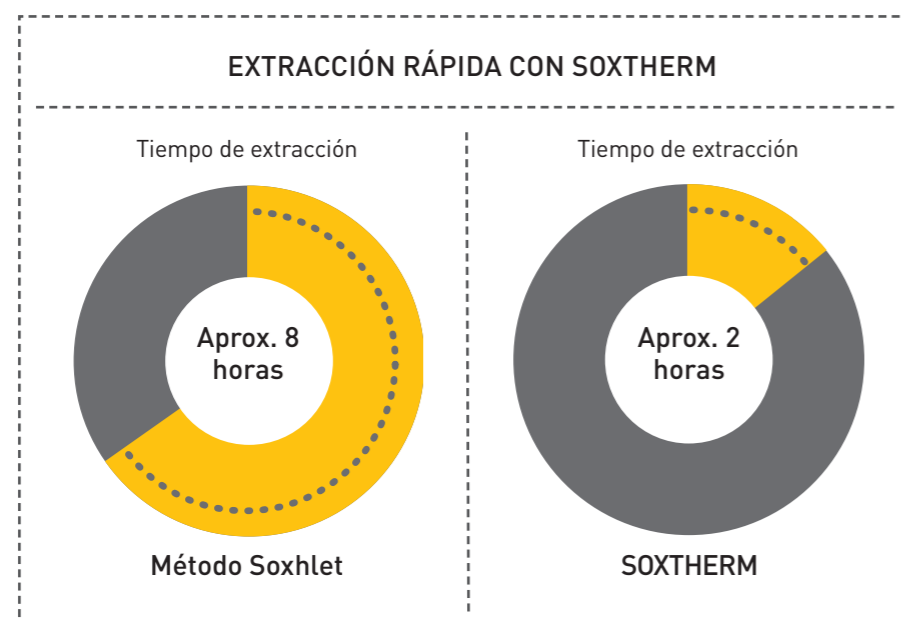 EXTRACCIÓN RÁPIDA CON SOXTHERM
Tiempo de extracción
Aprox. 8
horas
Método Soxhlet
Tiempo de extracción
Aprox. 2
horas
SOXTHERM